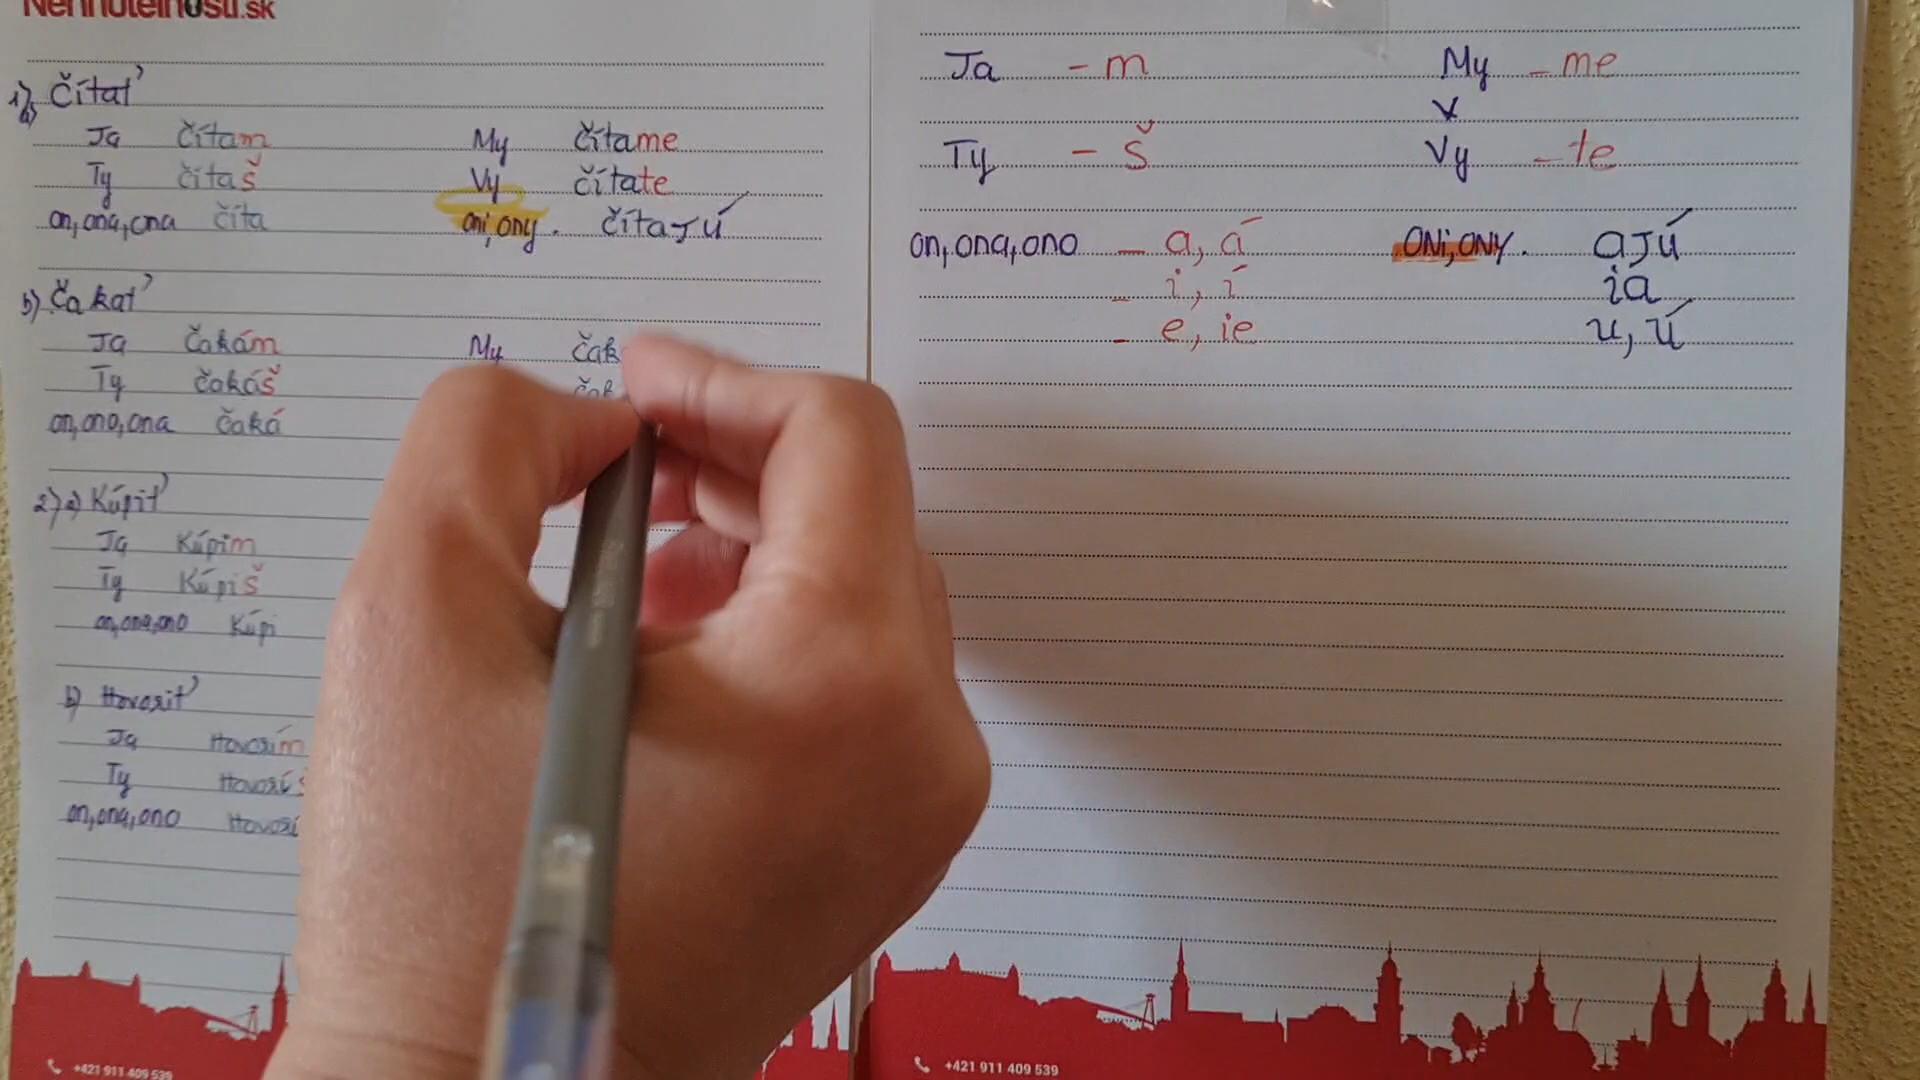 Nehnuteľnosti.sk
1) a) Čítať
Ja čítam My čítame
Ty čítaš Vy čítate
on, ona, ona číta oni, ony. čítajú
b) Čakať
Ja čakám My čak
Ty čakáš čak
on, ono, ona čaká
2) a) Kúpiť
Ja Kúpim
Ty Kúpiš
on, ona, ono Kúpi
b) Hovoriť
Ja Hovorím
Ty Hovoríš
on, ona, ono Hovorí
+421 911 409 539
Ja - m My - me
Ty - š Vy - te
on, ona, ono - a, á ONI, ONY. AJÚ
- i, í ia
- e, ie u, ú
+421 911 409 539